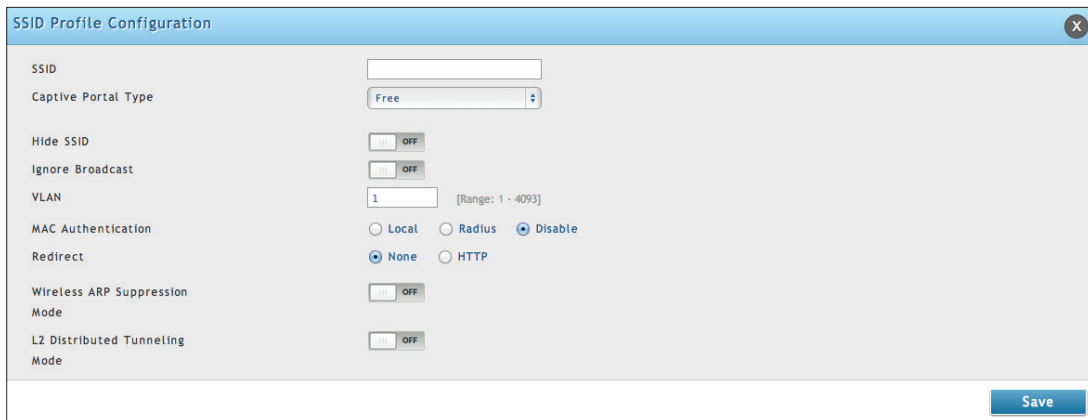 SSID Profile Configuration
X
SSID
Captive Portal Type Free
Hide SSID OFF
Ignore Broadcast OFF
VLAN 1 [Range: 1 - 4093]
MAC Authentication Local Radius Disable
Redirect None HTTP
Wireless ARP Suppression
Mode
OFF
L2 Distributed Tunneling
Mode
OFF
Save